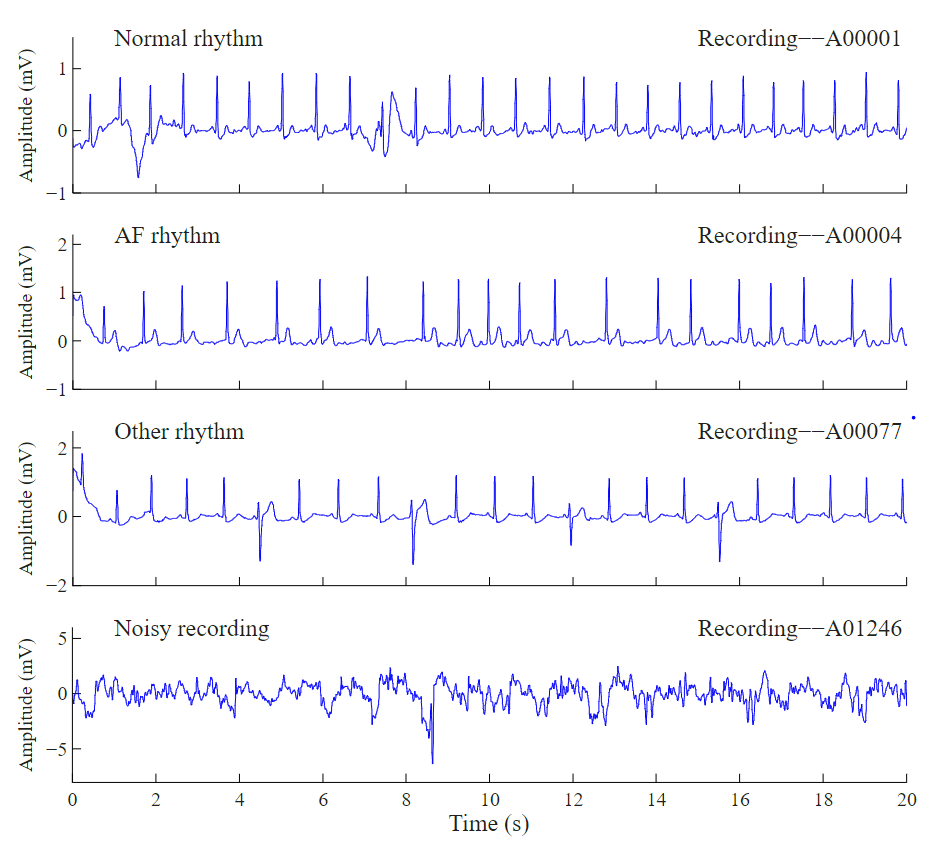 Normal rhythm Recording−−A00001
Amplitude (mV)
1
0
−1
AF rhythm Recording−−A00004
Amplitude (mV)
2
1
0
−1
Other rhythm Recording−−A00077
Amplitude (mV)
2
0
−2
Noisy recording Recording−−A01246
Amplitude (mV)
5
0
−5
0 2 4 6 8 10 12 14 16 18 20
Time (s)